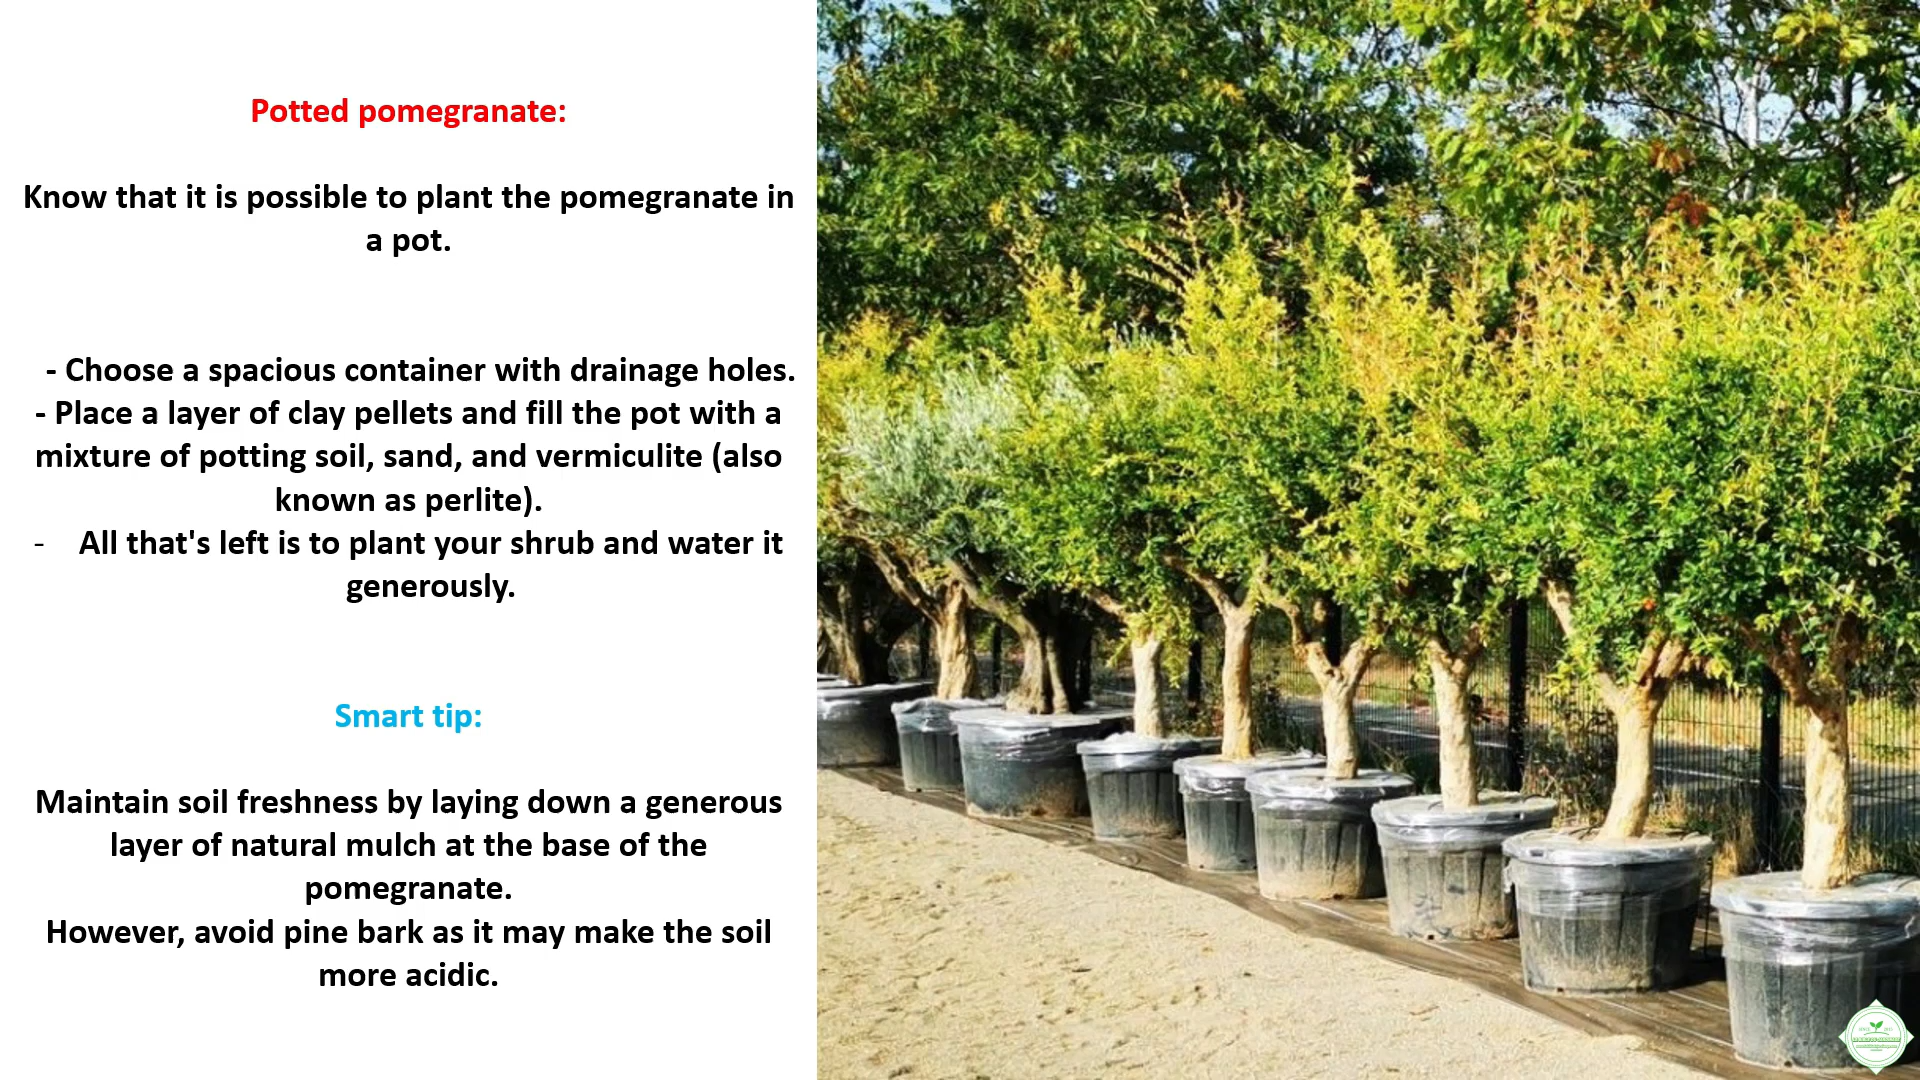 Potted pomegranate:
Know that it is possible to plant the pomegranate in
a pot.
- Choose a spacious container with drainage holes.
- Place a layer of clay pellets and fill the pot with a
mixture of potting soil, sand, and vermiculite (also
known as perlite).
- All that's left is to plant your shrub and water it
generously.
Smart tip:
Maintain soil freshness by laying down a generous
layer of natural mulch at the base of the
pomegranate.
However, avoid pine bark as it may make the soil
more acidic.